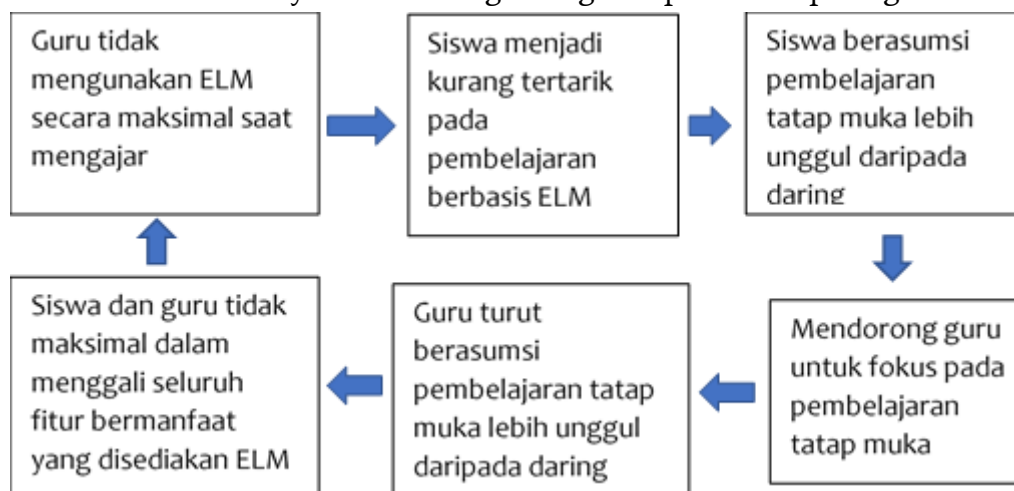 Guru tidak
mengunakan ELM
secara maksimal saat
mengajar
Siswa menjadi
kurang tertarik
pada
pembelajaran
berbasis ELM
Siswa berasumsi
pembelajaran
tatap muka lebih
unggul daripada
daring
Mendorong guru
untuk fokus pada
pembelajaran
tatap muka
Guru turut
berasumsi
pembelajaran tatap
muka lebih unggul
daripada daring
Siswa dan guru tidak
maksimal dalam
menggali seluruh
fitur bermanfaat
yang disediakan ELM